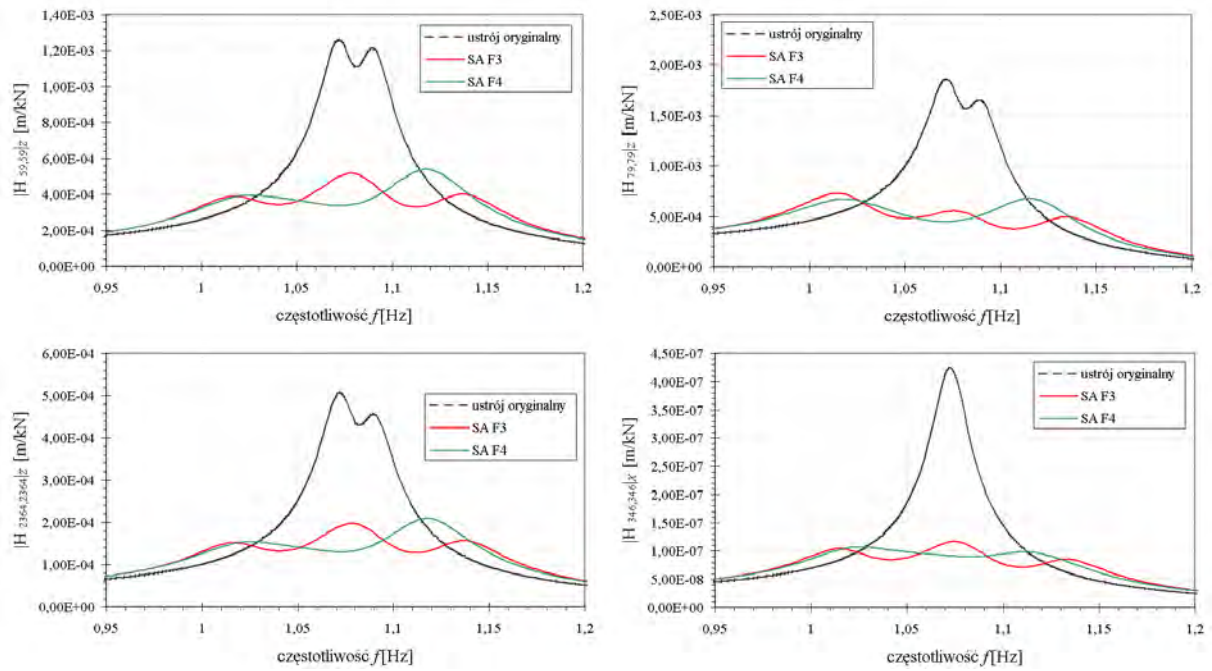 1,40E-03
1,20E-03
1,00E-03
8,00E-04
6,00E-04
4,00E-04
2,00E-04
0,00E+00
|H 59,59|Z [m/kN]
ustrój oryginalny
SA F3
SA F4
0,95 1 1,05 1,1 1,15 1,2
częstotliwość f[Hz]
2,50E-03
2,00E-03
1,50E-03
1,00E-03
5,00E-04
0,00E+00
|H 79,79|Z [m/kN]
ustrój oryginalny
SA F3
SA F4
0,95 1 1,05 1,1 1,15 1,2
częstotliwość f[Hz]
6,00E-04
5,00E-04
4,00E-04
3,00E-04
2,00E-04
1,00E-04
0,00E+00
|H 2364,2364|Z [m/kN]
ustrój oryginalny
SA F3
SA F4
0,95 1 1,05 1,1 1,15 1,2
częstotliwość f[Hz]
4,50E-07
4,00E-07
3,50E-07
3,00E-07
2,50E-07
2,00E-07
1,50E-07
1,00E-07
5,00E-08
0,00E+00
|H 346,346|X [m/kN]
ustrój oryginalny
SA F3
SA F4
0,95 1 1,05 1,1 1,15 1,2
częstotliwość f[Hz]